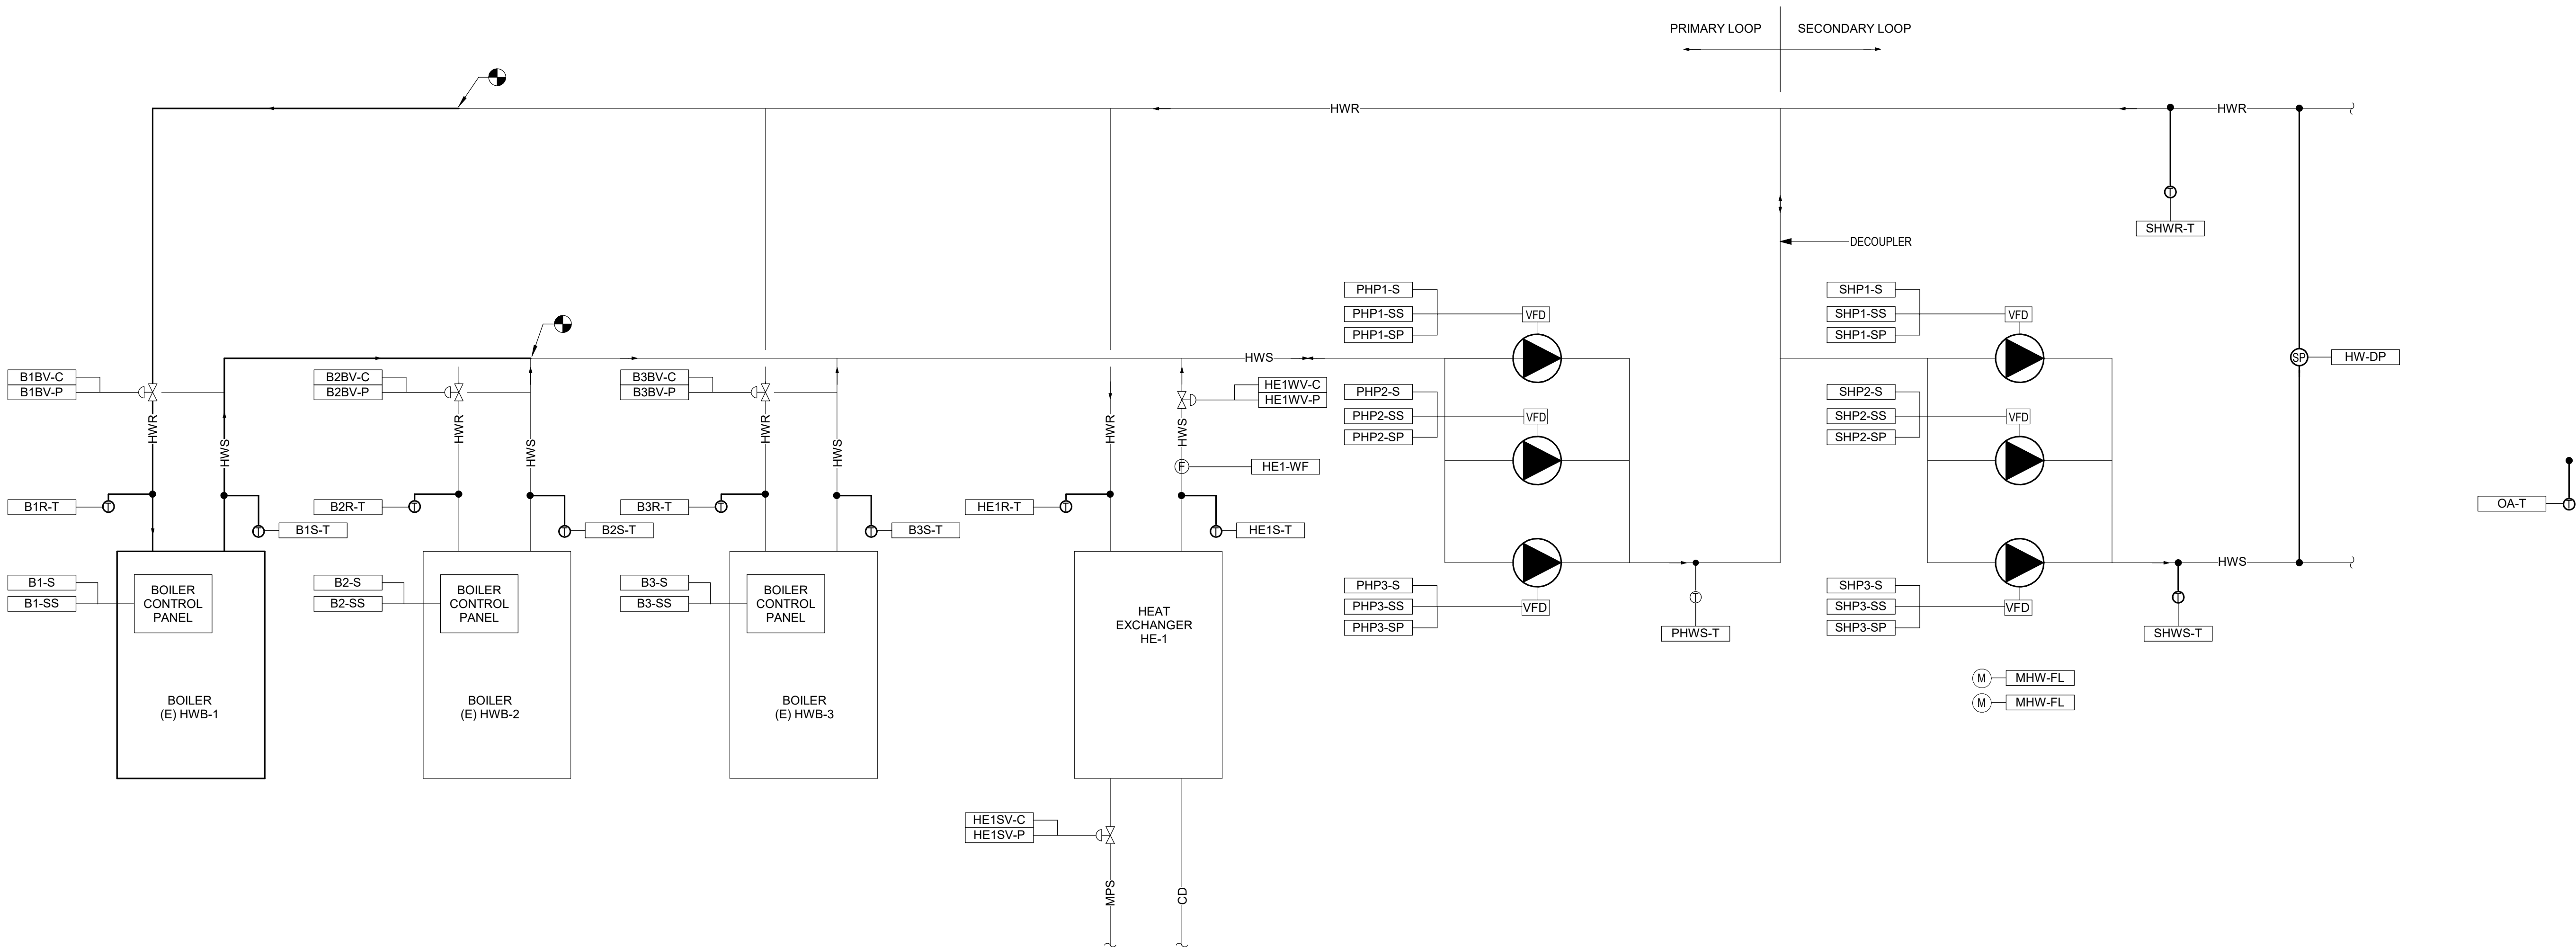 PRIMARY LOOP
SECONDARY LOOP
HWR
HWR
SHWR-T
DECOUPLER
B1BV-C
B1BV-P
HWR
HWS
B1R-T
B1S-T
B1-S
B1-SS
BOILER
CONTROL
PANEL
BOILER
(E) HWB-1
B2BV-C
B2BV-P
HWR
HWS
B2R-T
B2S-T
B2-S
B2-SS
BOILER
CONTROL
PANEL
BOILER
(E) HWB-2
B3BV-C
B3BV-P
HWR
HWS
B3R-T
B3S-T
B3-S
B3-SS
BOILER
CONTROL
PANEL
BOILER
(E) HWB-3
HWS
HE1WV-C
HE1WV-P
HWR
HWS
F
HE1-WF
HE1R-T
T
T
T
T
T
T
T
T
HE1S-T
HEAT
EXCHANGER
HE-1
HE1SV-C
HE1SV-P
MPS
CD
PHP1-S
PHP1-SS
PHP1-SP
VFD
PHP2-S
PHP2-SS
PHP2-SP
VFD
PHP3-S
PHP3-SS
PHP3-SP
VFD
T
PHWS-T
SHP1-S
SHP1-SS
SHP1-SP
VFD
SHP2-S
SHP2-SS
SHP2-SP
VFD
SHP3-S
SHP3-SS
SHP3-SP
VFD
T
SHWS-T
HWS
T
SP
HW-DP
M
MHW-FL
M
MHW-FL
OA-T
T